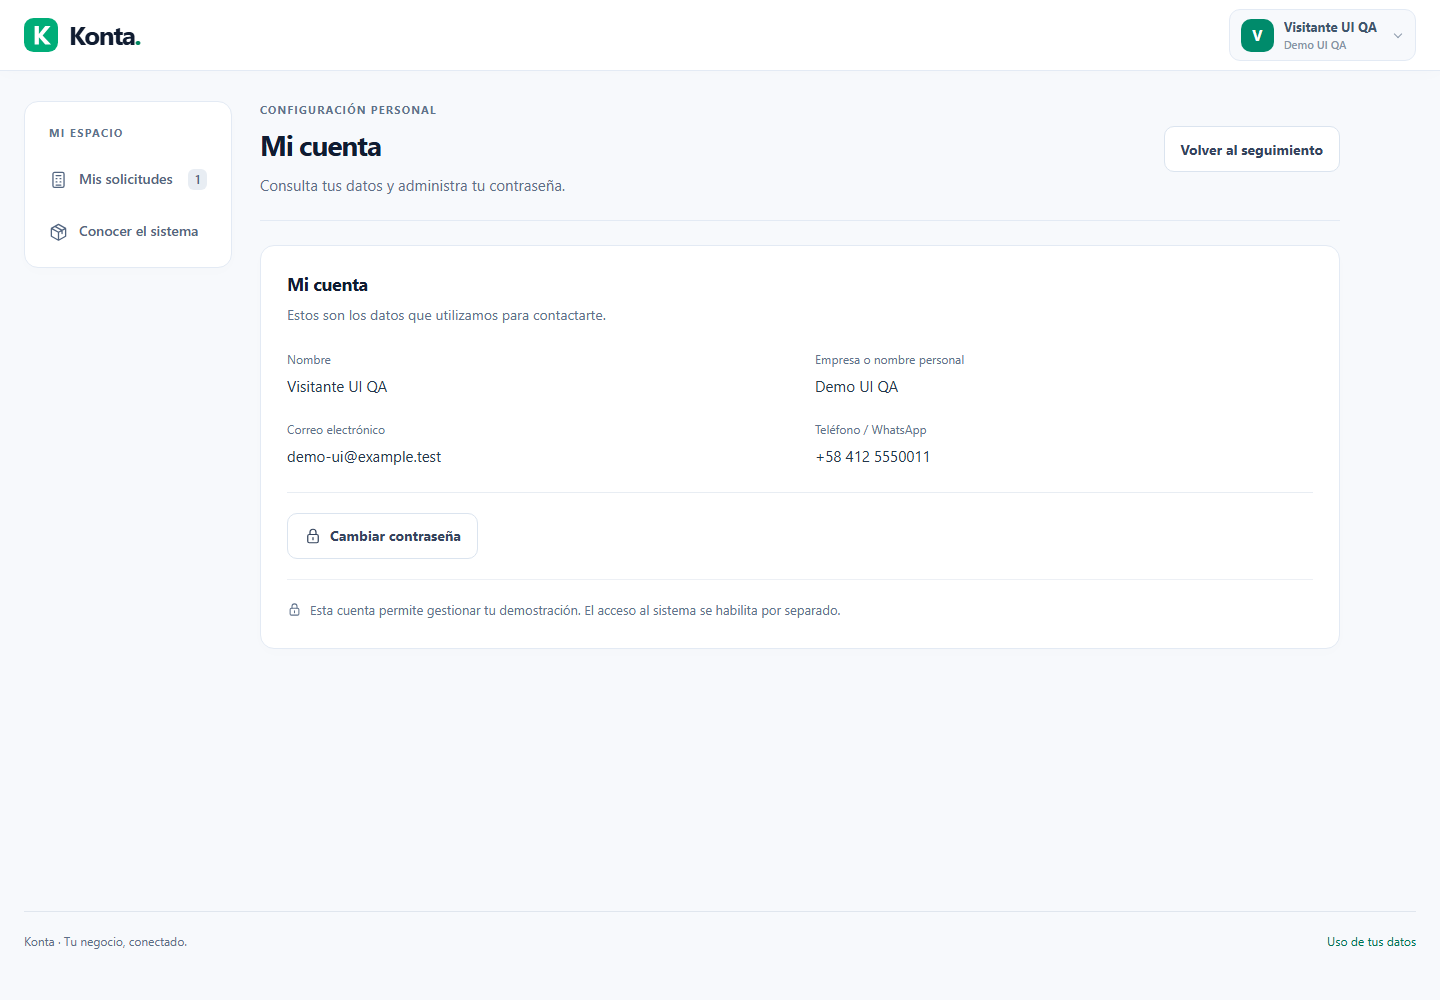 K Konta.
V
Visitante UI QA
Demo UI QA
MI ESPACIO
Mis solicitudes 1
Conocer el sistema
CONFIGURACIÓN PERSONAL
Mi cuenta
Consulta tus datos y administra tu contraseña.
Volver al seguimiento
Mi cuenta
Estos son los datos que utilizamos para contactarte.
Nombre
Visitante UI QA
Empresa o nombre personal
Demo UI QA
Correo electrónico
demo-ui@example.test
Teléfono / WhatsApp
+58 412 5550011
Cambiar contraseña
Esta cuenta permite gestionar tu demostración. El acceso al sistema se habilita por separado.
Konta · Tu negocio, conectado.
Uso de tus datos